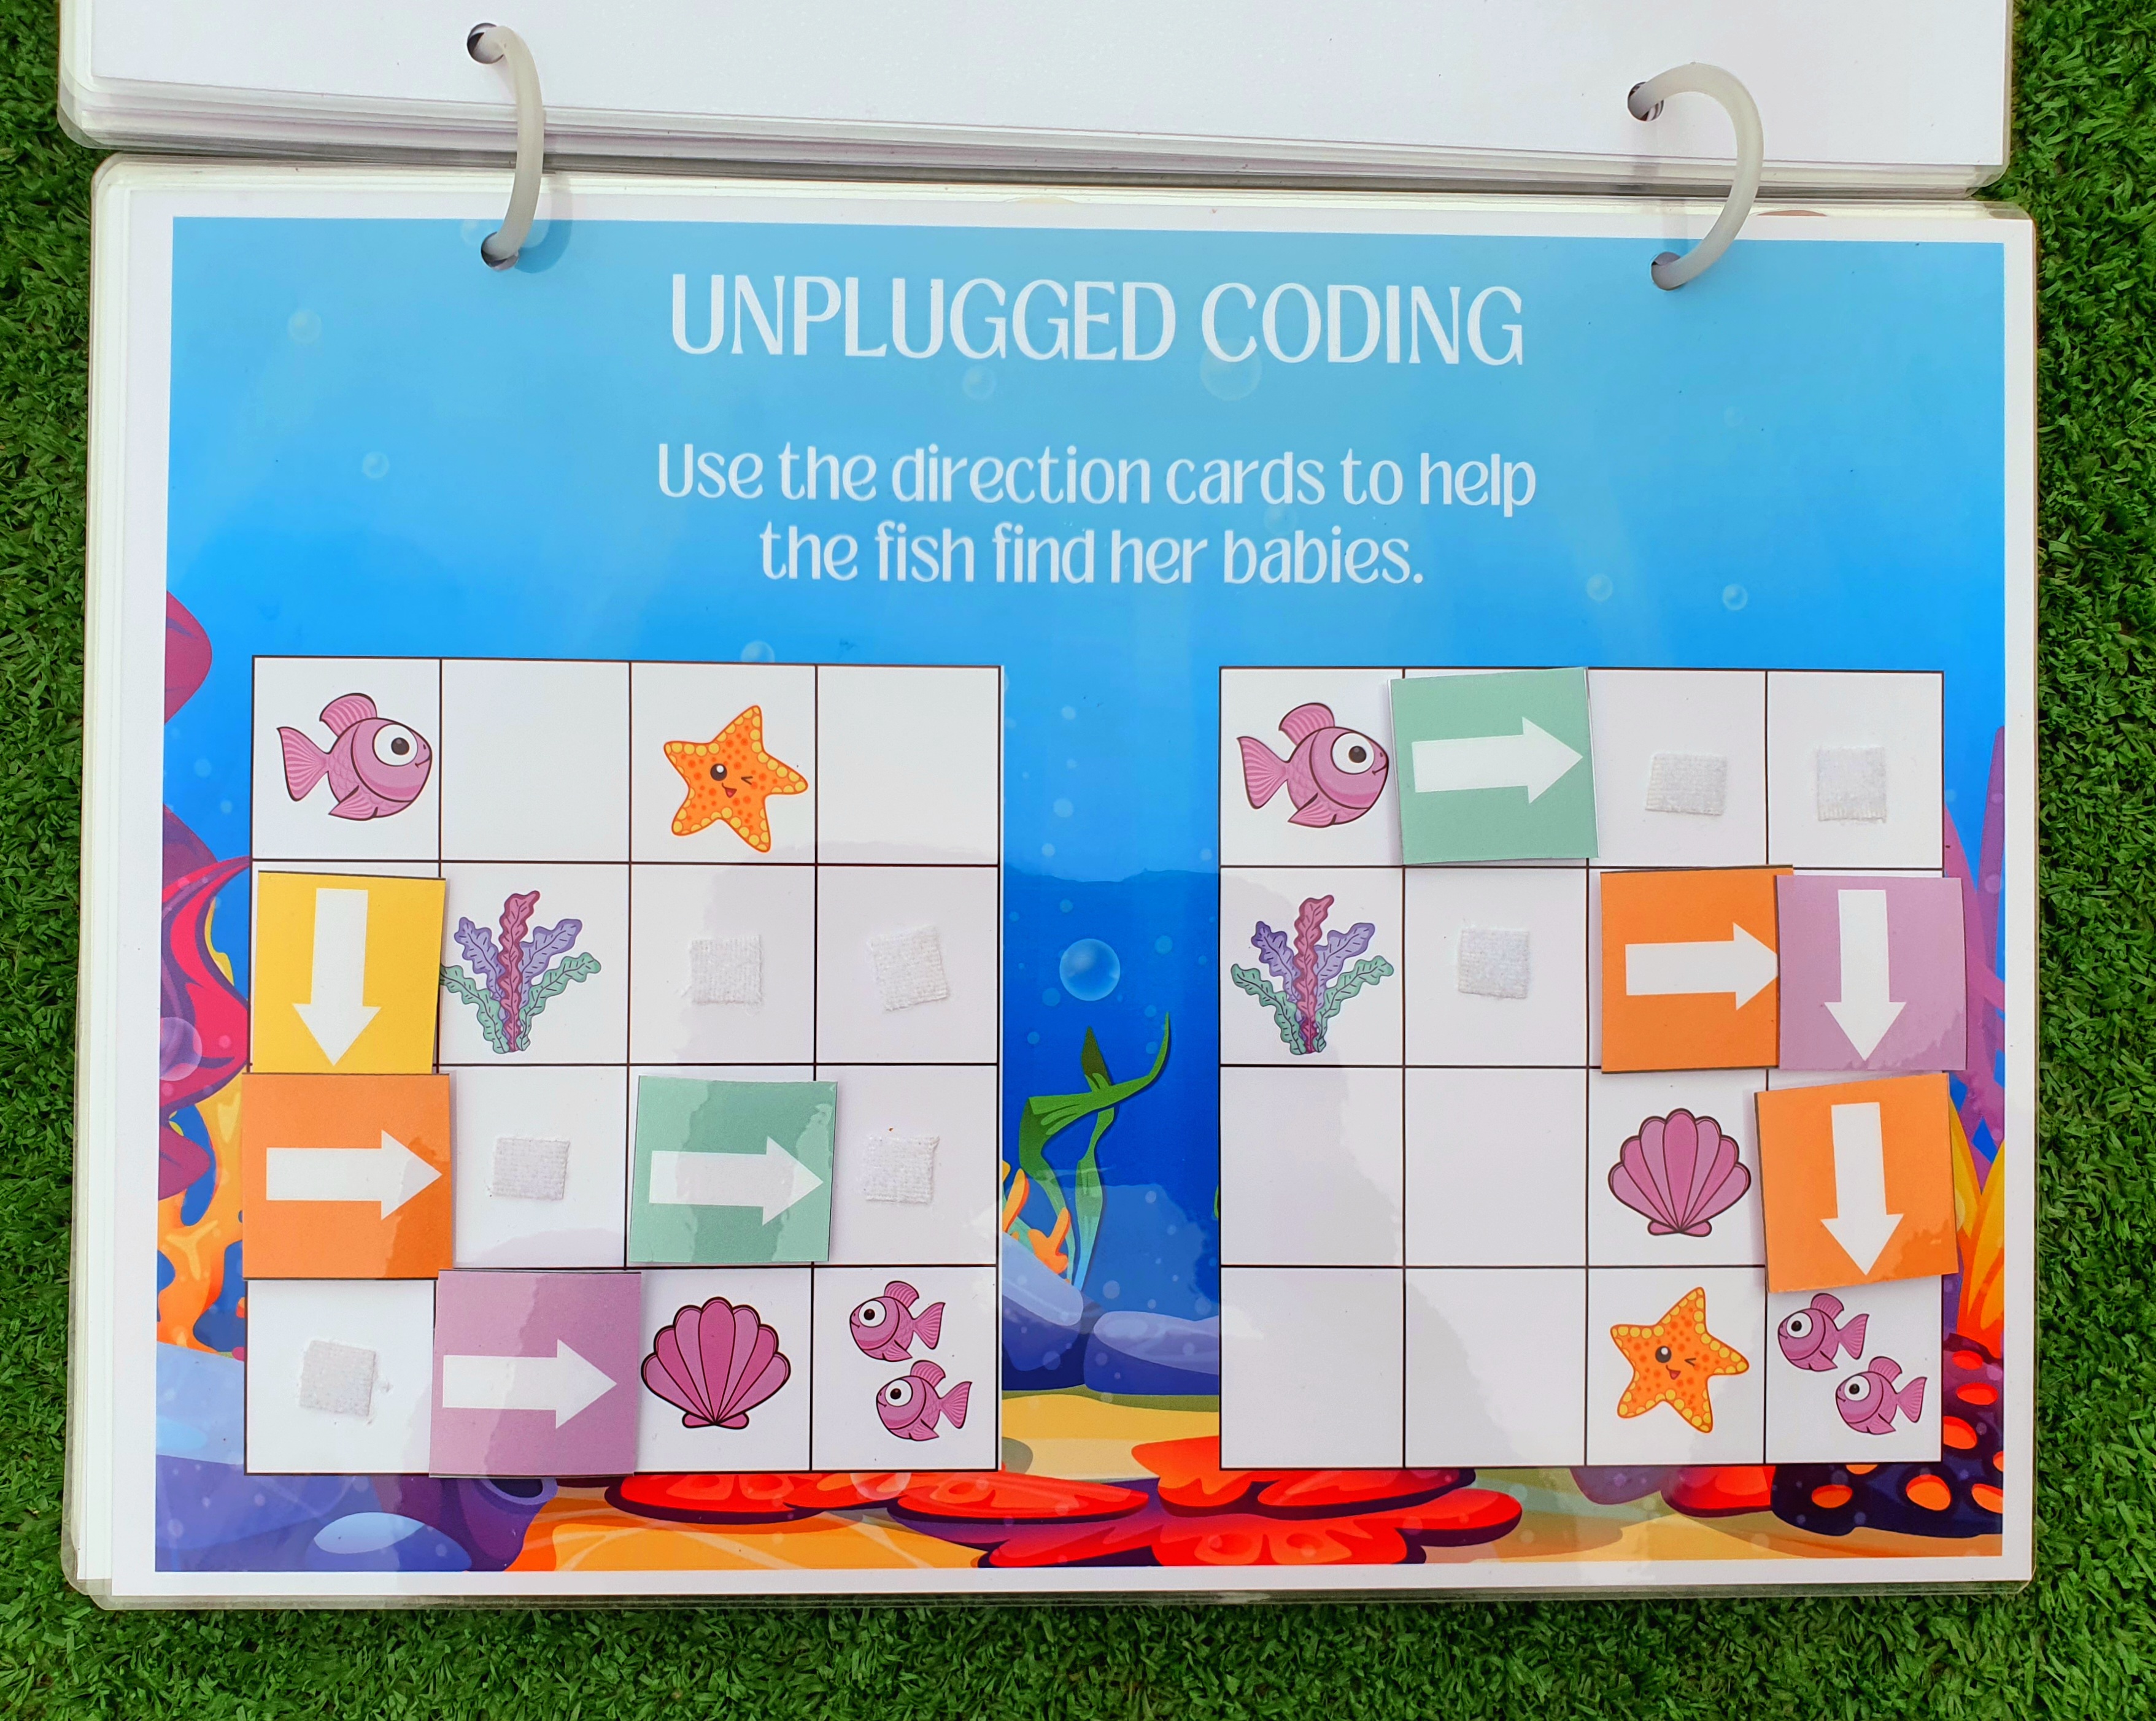 UNPLUGGED CODING
Use the direction cards to help
the fish find her babies.